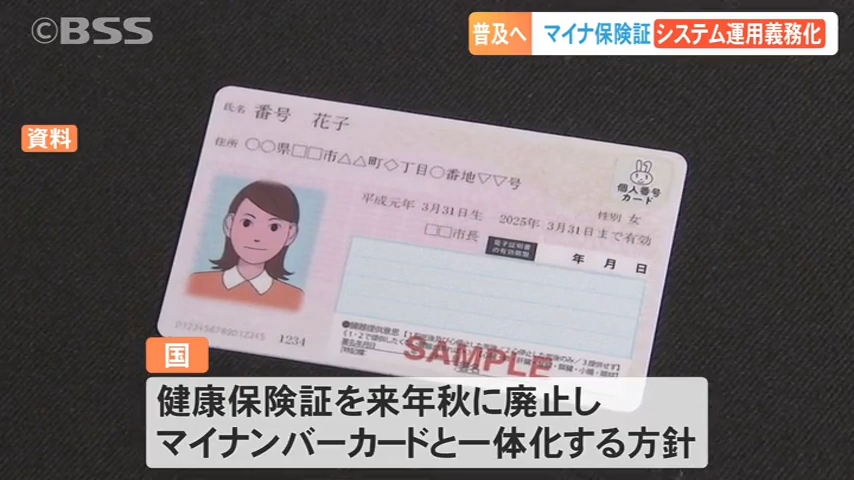 ©BSS
普及へ マイナ保険証 システム運用義務化
資料
氏名 番号 花子
住所 ○○県□□市△△町◇丁目○番地▽▽号
個人番号
カード
平成元年 3月31日生 2025年 3月31日まで有効
性別 女
□□市長
電子証明書
の有効期限
年 月 日
1234
SAMPLE
国
健康保険証を来年秋に廃止し
マイナンバーカードと一体化する方針